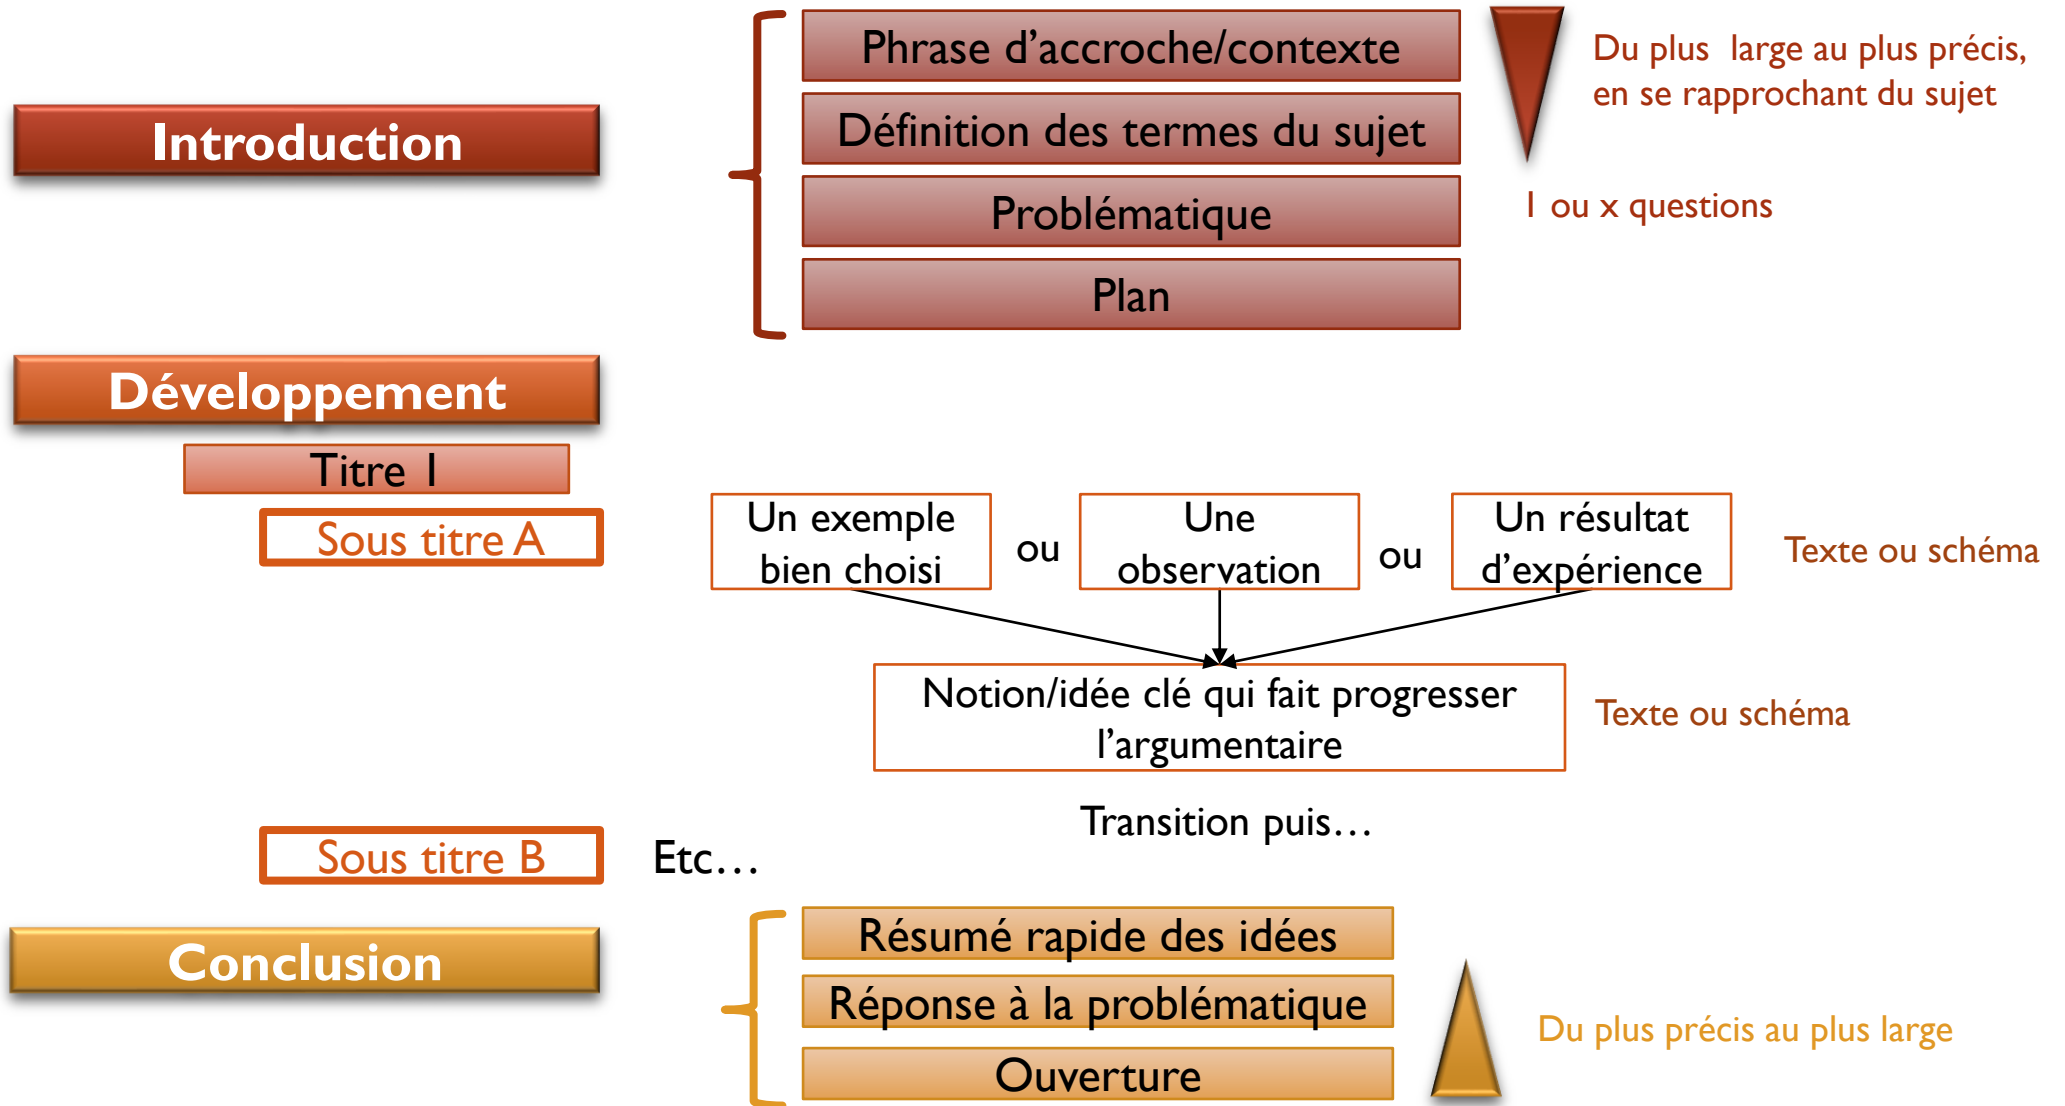 Phrase d’accroche/contexte
Du plus large au plus précis,
en se rapprochant du sujet
Introduction
Définition des termes du sujet
Problématique
1 ou x questions
Plan
Développement
Titre 1
Sous titre A
Un exemple
bien choisi
ou
Une
observation
ou
Un résultat
d’expérience
Texte ou schéma
Notion/idée clé qui fait progresser
l’argumentaire
Texte ou schéma
Transition puis…
Sous titre B
Etc…
Conclusion
Résumé rapide des idées
Réponse à la problématique
Ouverture
Du plus précis au plus large